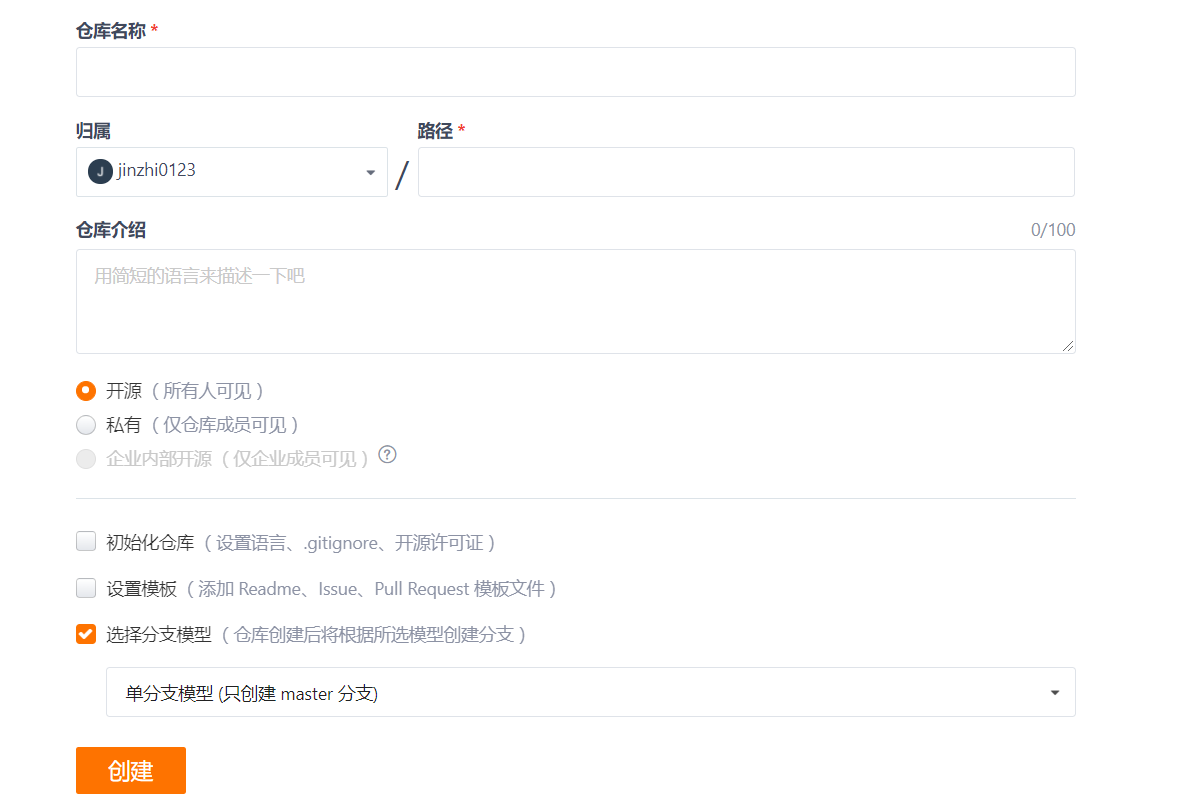 仓库名称 *
归属
路径 *
J jinzhi0123
/
仓库介绍
0/100
用简短的语言来描述一下吧
开源（所有人可见）
私有（仅仓库成员可见）
企业内部开源（仅企业成员可见） ?
初始化仓库（设置语言、.gitignore、开源许可证）
设置模板（添加 Readme、Issue、Pull Request 模板文件）
选择分支模型（仓库创建后将根据所选模型创建分支）
单分支模型 (只创建 master 分支)
创建